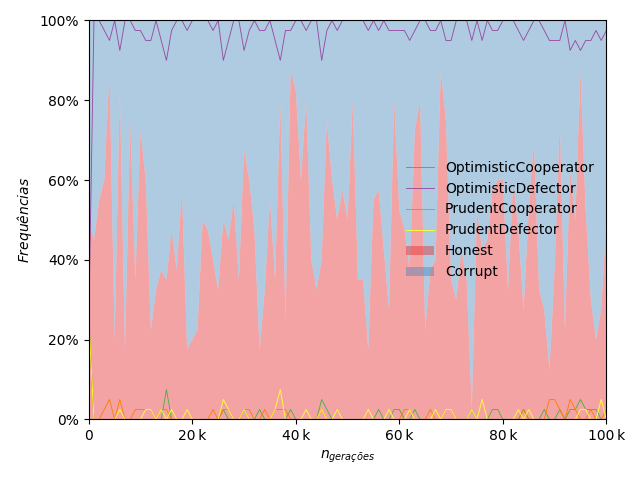 100%
80%
60%
40%
20%
0%
Frequências
OptimisticCooperator
OptimisticDefector
PrudentCooperator
PrudentDefector
Honest
Corrupt
0
20 k
40 k
60 k
80 k
100 k
n_gerações